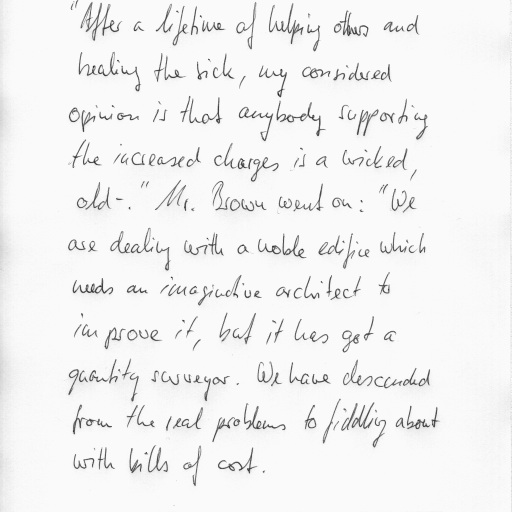 "After a lifetime of helping others and
healing the sick, my considered
opinion is that anybody supporting
the increased charges is a wicked,
old-." Mr. Brown went on: "We
are dealing with a noble edifice which
needs an imaginative architect to
improve it, but it has got a
quantity surveyor. We have descended
from the real problems to fiddling about
with bills of cost.